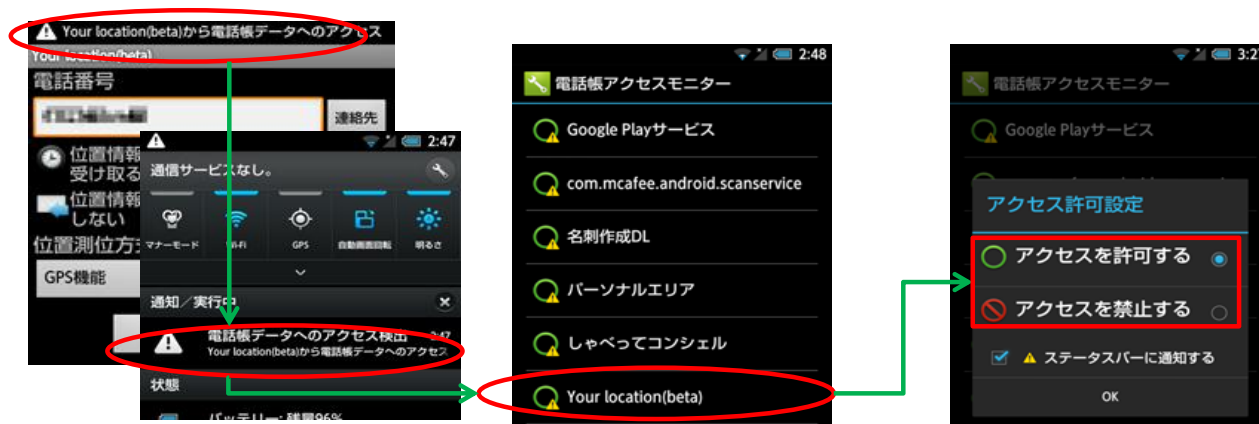 Your location(beta)から電話帳データへのアクセス
Your location(beta)
電話番号
連絡先
位置情報
受け取る
位置情報
しない
位置測位方
GPS機能
2:47
通信サービスなし。
マナーモード
Wi-Fi
GPS
自動画面回転
明るさ
通知／実行中
電話帳データへのアクセス検出 2:47
Your location(beta)から電話帳データへのアクセス
状態
バッテリー: 残量96%
2:48
電話帳アクセスモニター
Google Playサービス
com.mcafee.android.scanservice
名刺作成DL
パーソナルエリア
しゃべってコンシェル
Your location(beta)
電話帳アクセスモニター
Google Playサービス
アクセス許可設定
アクセスを許可する
アクセスを禁止する
ステータスバーに通知する
OK